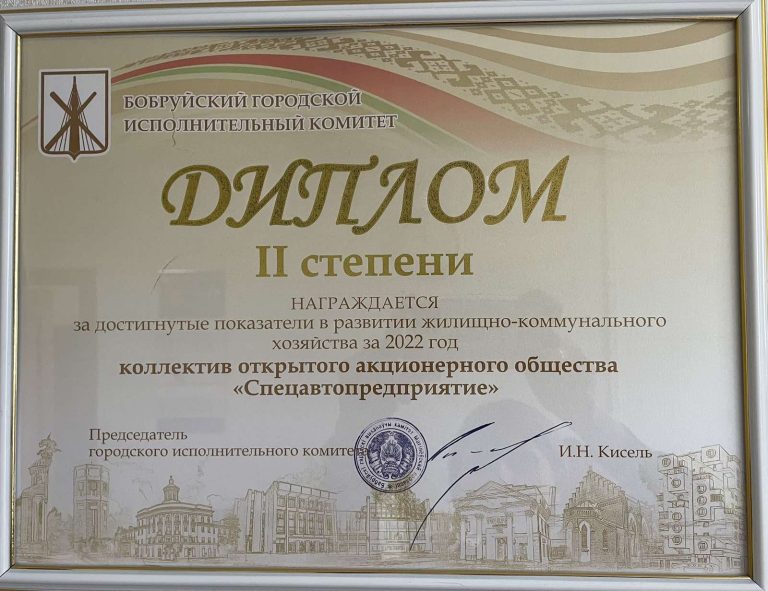 БОБРУЙСКИЙ ГОРОДСКОЙ
ИСПОЛНИТЕЛЬНЫЙ КОМИТЕТ
ДИПЛОМ
II степени
НАГРАЖДАЕТСЯ
за достигнутые показатели в развитии жилищно-коммунального
хозяйства за 2022 год
коллектив открытого акционерного общества
«Спецавтопредприятие»
Председатель
городского исполнительного комитета
И.Н. Кисель